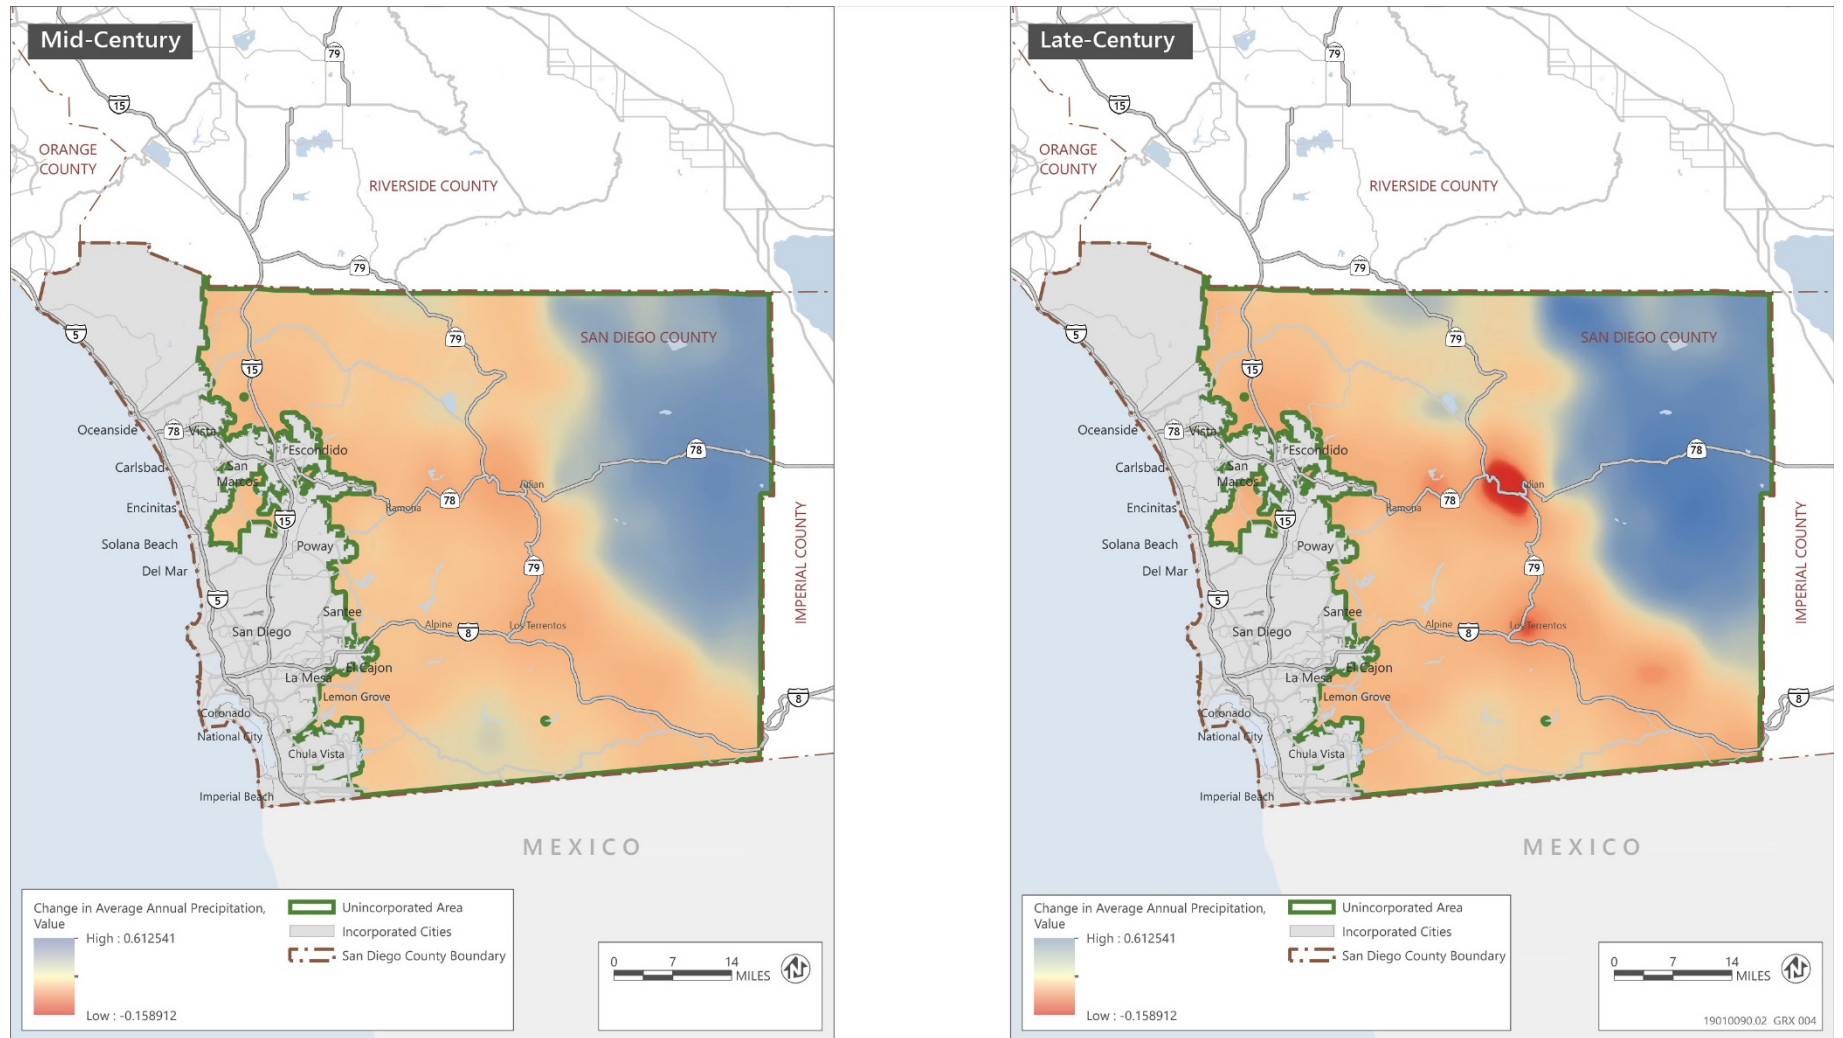 Mid-Century
79
15
ORANGE
COUNTY
RIVERSIDE COUNTY
79
5
79
SAN DIEGO COUNTY
15
Oceanside
78
Vista
78
Escondido
Carlsbad
San
Marcos
Julian
78
Encinitas
Ramona
15
IMPERIAL COUNTY
Solana Beach
Poway
79
Del Mar
5
Santee
San Diego
Alpine
8
Los Terrentos
El Cajon
La Mesa
Lemon Grove
8
Coronado
National City
Chula Vista
Imperial Beach
MEXICO
Change in Average Annual Precipitation,
Value
High : 0.612541
Low : -0.158912
Unincorporated Area
Incorporated Cities
San Diego County Boundary
0 7 14
MILES
N
Late-Century
79
15
ORANGE
COUNTY
RIVERSIDE COUNTY
79
5
79
SAN DIEGO COUNTY
15
Oceanside
78
Vista
78
Escondido
Carlsbad
San
Marcos
Julian
78
Encinitas
Ramona
15
IMPERIAL COUNTY
Solana Beach
Poway
79
Del Mar
5
Santee
San Diego
Alpine
8
Los Terrentos
El Cajon
La Mesa
Lemon Grove
8
Coronado
National City
Chula Vista
Imperial Beach
MEXICO
Change in Average Annual Precipitation,
Value
High : 0.612541
Low : -0.158912
Unincorporated Area
Incorporated Cities
San Diego County Boundary
0 7 14
MILES
N
19010090.02 GRX 004